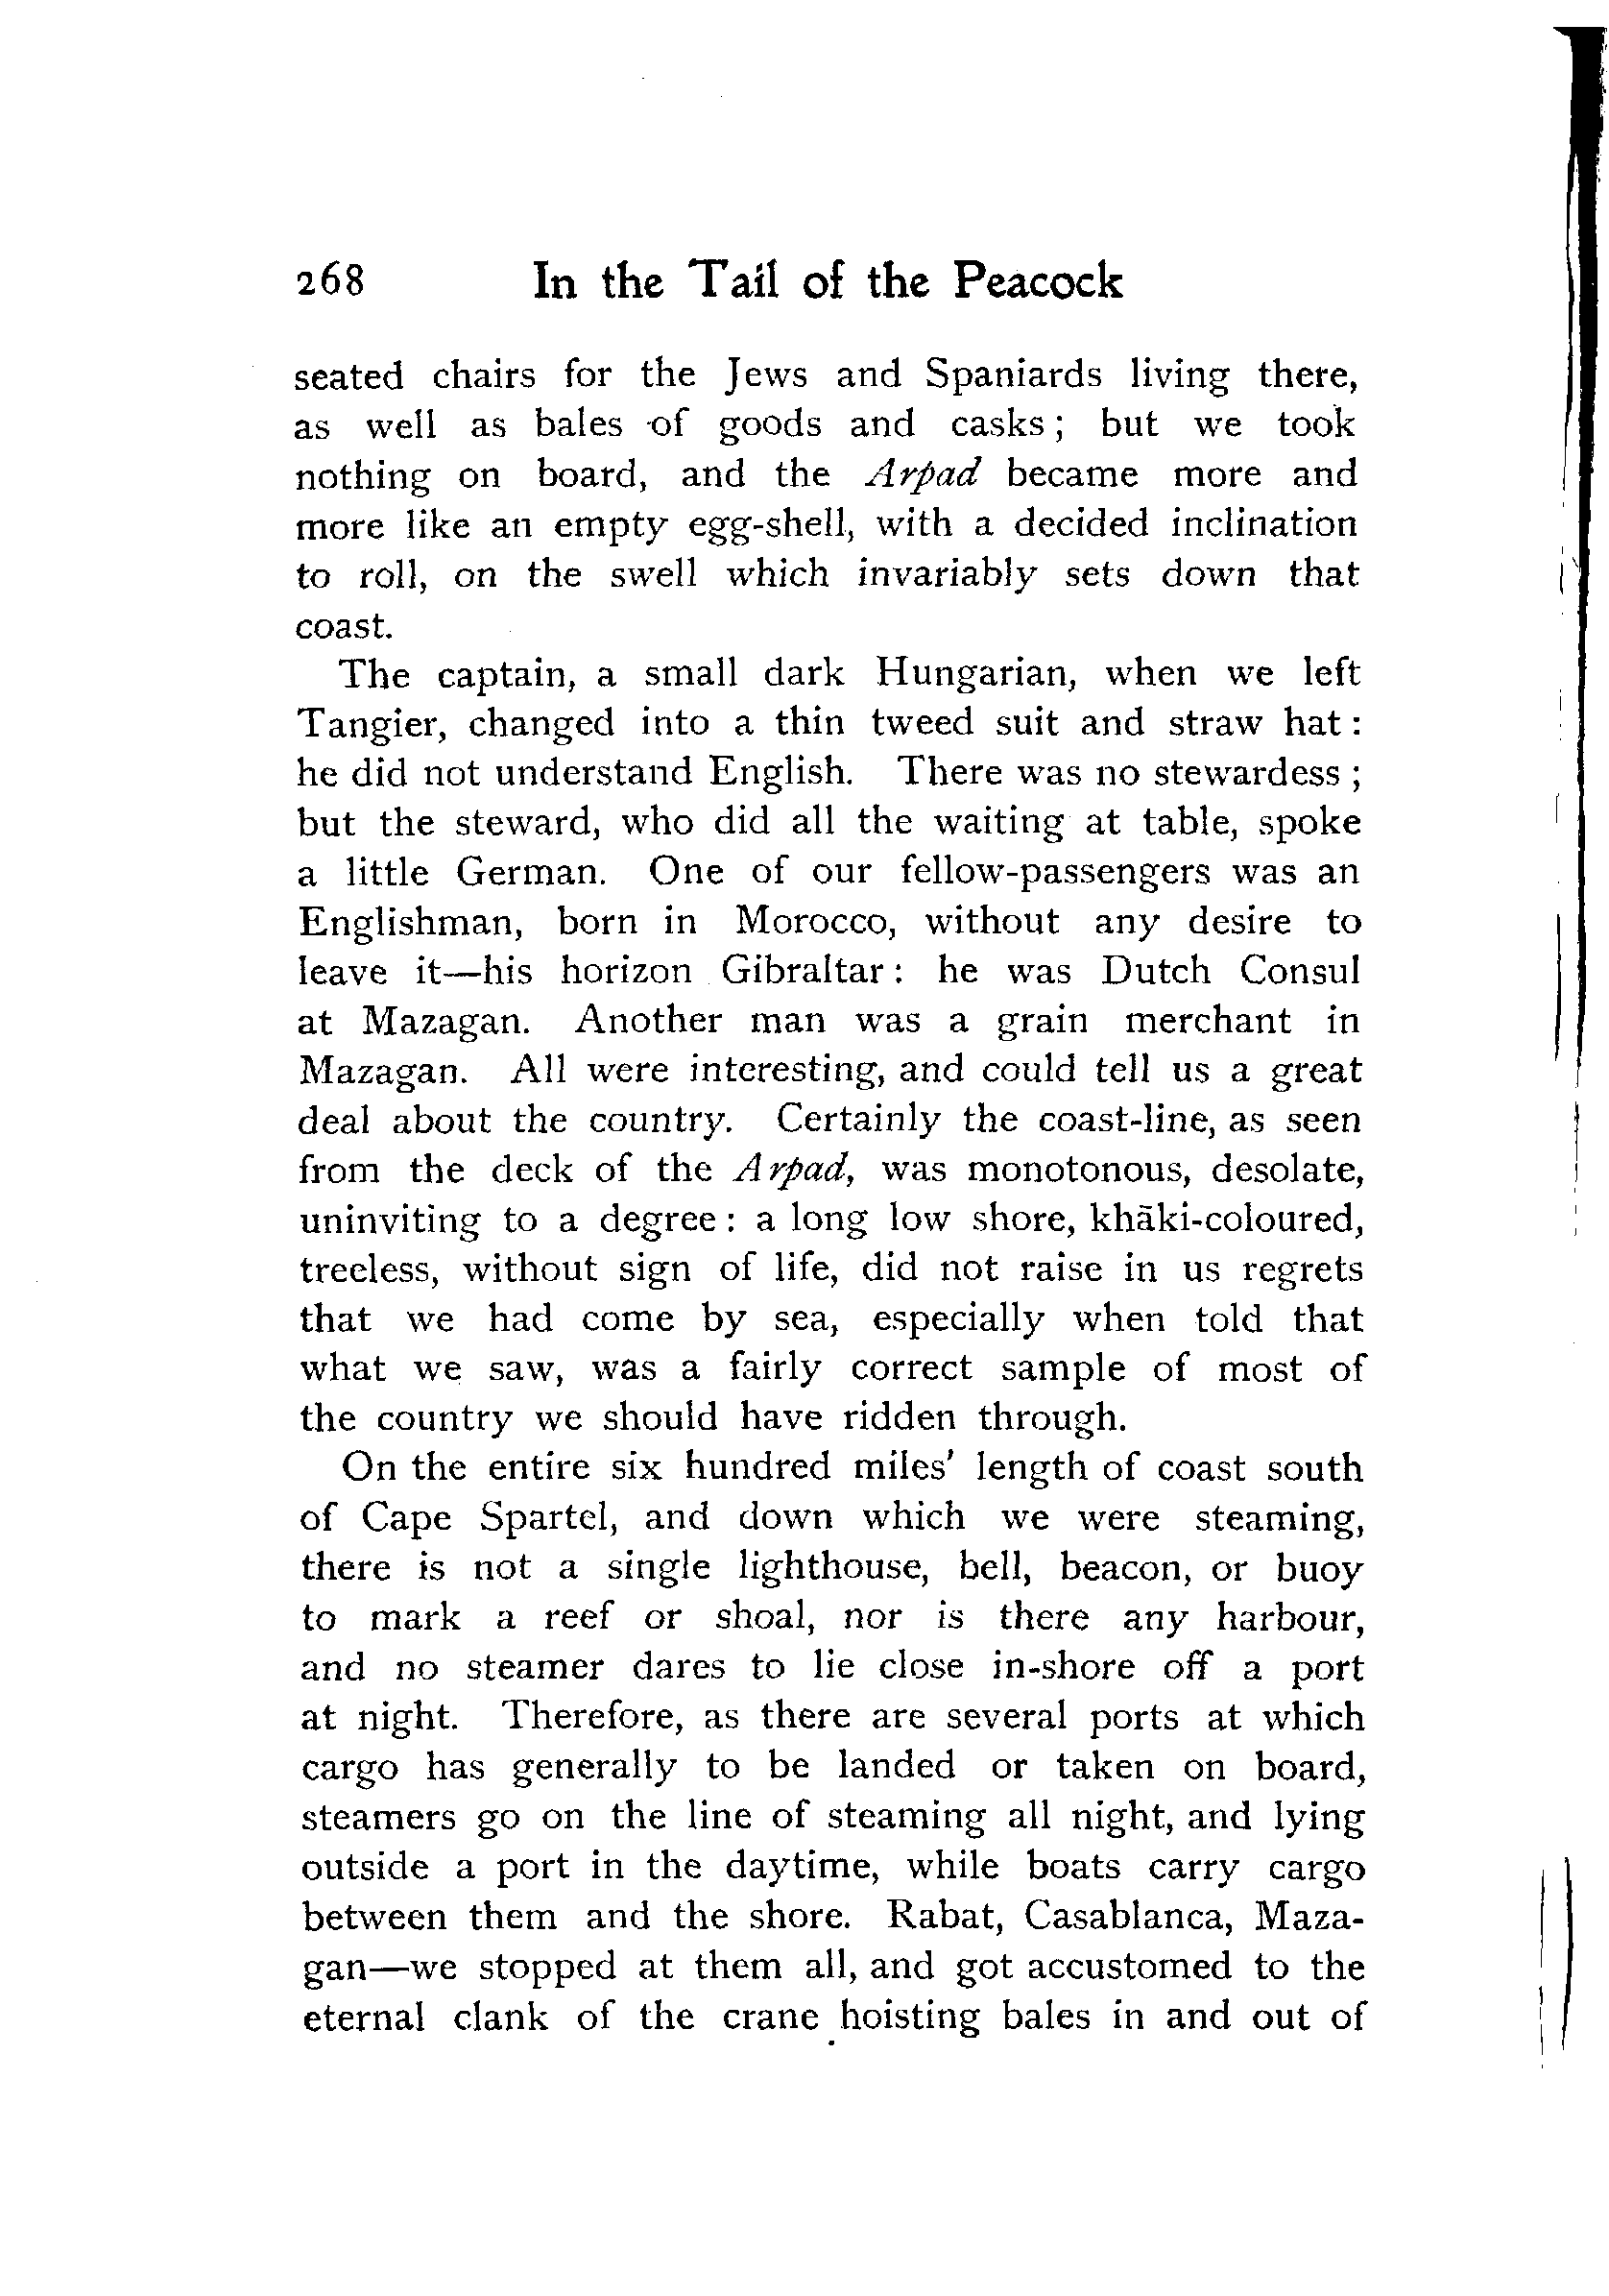 268 In the Tail of the Peacock
seated chairs for the Jews and Spaniards living there,
as well as bales of goods and casks; but we took
nothing on board, and the Arpad became more and
more like an empty egg-shell, with a decided inclination
to roll, on the swell which invariably sets down that
coast.
The captain, a small dark Hungarian, when we left
Tangier, changed into a thin tweed suit and straw hat:
he did not understand English. There was no stewardess;
but the steward, who did all the waiting at table, spoke
a little German. One of our fellow-passengers was an
Englishman, born in Morocco, without any desire to
leave it—his horizon Gibraltar: he was Dutch Consul
at Mazagan. Another man was a grain merchant in
Mazagan. All were interesting, and could tell us a great
deal about the country. Certainly the coast-line, as seen
from the deck of the Arpad, was monotonous, desolate,
uninviting to a degree: a long low shore, khāki-coloured,
treeless, without sign of life, did not raise in us regrets
that we had come by sea, especially when told that
what we saw, was a fairly correct sample of most of
the country we should have ridden through.
On the entire six hundred miles' length of coast south
of Cape Spartel, and down which we were steaming,
there is not a single lighthouse, bell, beacon, or buoy
to mark a reef or shoal, nor is there any harbour,
and no steamer dares to lie close in-shore off a port
at night. Therefore, as there are several ports at which
cargo has generally to be landed or taken on board,
steamers go on the line of steaming all night, and lying
outside a port in the daytime, while boats carry cargo
between them and the shore. Rabat, Casablanca, Maza-
gan—we stopped at them all, and got accustomed to the
eternal clank of the crane hoisting bales in and out of